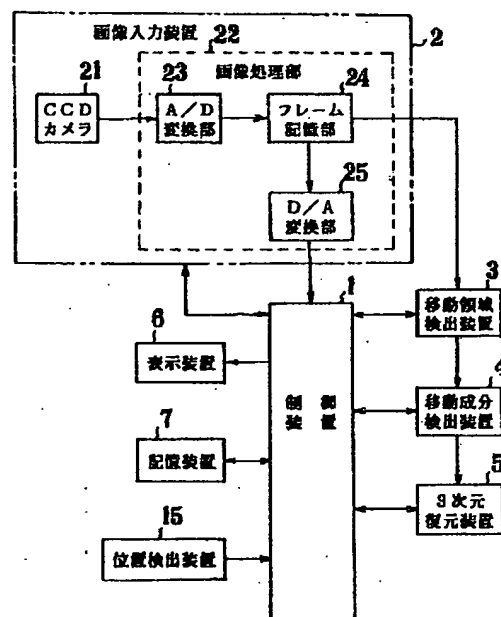 画像入力装置
22
2
21
23
画像処理部
24
CCD
カメラ
A/D
変換部
フレーム
記憶部
25
D/A
変換部
1
3
移動領域
検出装置
6
表示装置
4
制御
装置
移動成分
検出装置
7
記憶装置
5
3次元
復元装置
15
位置検出装置